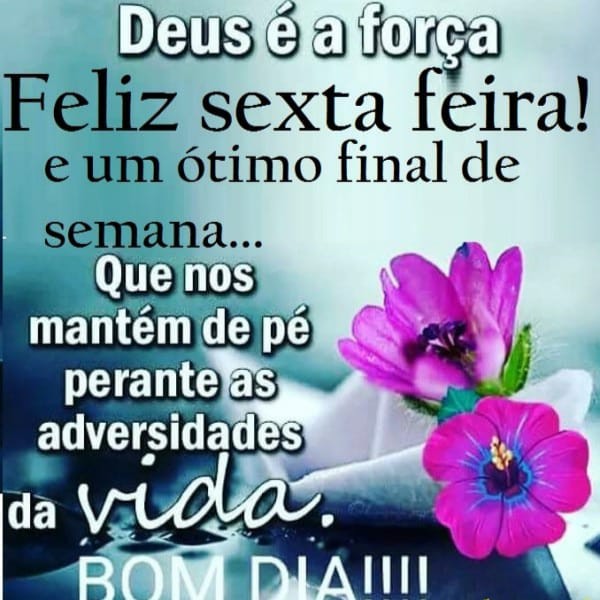 Deus é a força
Feliz sexta feira!
e um ótimo final de
semana...
Que nos
mantém de pé
perante as
adversidades
da vida.
BOM DIA!!!!